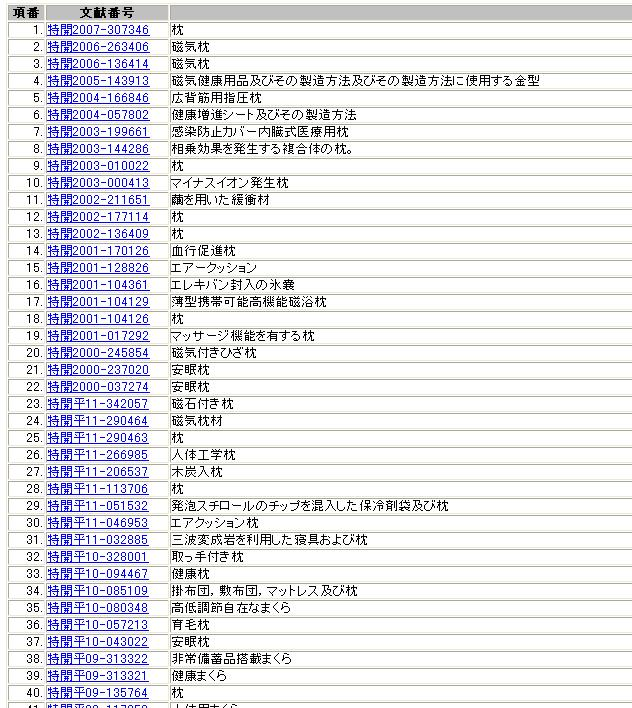 項番 文献番号
1. 特開2007-307346 枕
2. 特開2006-263406 磁気枕
3. 特開2006-136414 磁気枕
4. 特開2005-143913 磁気健康用品及びその製造方法及びその製造方法に使用する金型
5. 特開2004-166846 広背筋用指圧枕
6. 特開2004-057802 健康増進シート及びその製造方法
7. 特開2003-199661 感染防止カバー内臓式医療用枕
8. 特開2003-144286 相乗効果を発生する複合体の枕。
9. 特開2003-010022 枕
10. 特開2003-000413 マイナスイオン発生枕
11. 特開2002-211651 繭を用いた緩衝材
12. 特開2002-177114 枕
13. 特開2002-136409 枕
14. 特開2001-170126 血行促進枕
15. 特開2001-128826 エアークッション
16. 特開2001-104361 エレキバン封入の氷嚢
17. 特開2001-104129 薄型携帯可能高機能磁浴枕
18. 特開2001-104126 枕
19. 特開2001-017292 マッサージ機能を有する枕
20. 特開2000-245854 磁気付きひざ枕
21. 特開2000-237020 安眠枕
22. 特開2000-037274 安眠枕
23. 特開平11-342057 磁石付き枕
24. 特開平11-290464 磁気枕材
25. 特開平11-290463 枕
26. 特開平11-266985 人体工学枕
27. 特開平11-206537 木炭入枕
28. 特開平11-113706 枕
29. 特開平11-051532 発泡スチロールのチップを混入した保冷剤袋及び枕
30. 特開平11-046953 エアクッション枕
31. 特開平11-032885 三波変成岩を利用した寝具および枕
32. 特開平10-328001 取っ手付き枕
33. 特開平10-094467 健康枕
34. 特開平10-085109 掛布団，敷布団，マットレス及び枕
35. 特開平10-080348 高低調節自在なまくら
36. 特開平10-057213 育毛枕
37. 特開平10-043022 安眠枕
38. 特開平09-313322 非常備蓄品搭載まくら
39. 特開平09-313321 健康まくら
40. 特開平09-135764 枕